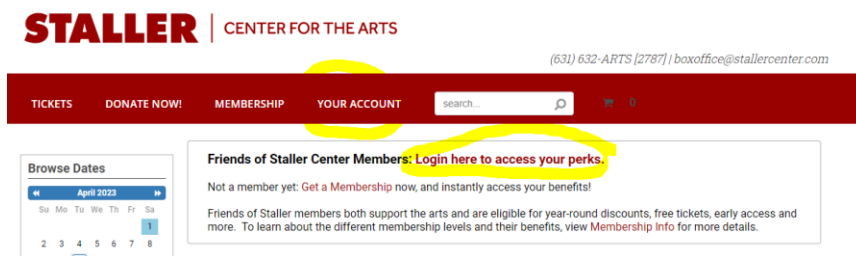 STALLER CENTER FOR THE ARTS
(631) 632-ARTS [2787] | boxoffice@stallercenter.com
TICKETS DONATE NOW! MEMBERSHIP YOUR ACCOUNT search... 0
Browse Dates
April 2023
Su Mo Tu We Th Fr Sa
1
2 3 4 5 6 7 8
Friends of Staller Center Members: Login here to access your perks.
Not a member yet: Get a Membership now, and instantly access your benefits!
Friends of Staller members both support the arts and are eligible for year-round discounts, free tickets, early access and
more. To learn about the different membership levels and their benefits, view Membership Info for more details.